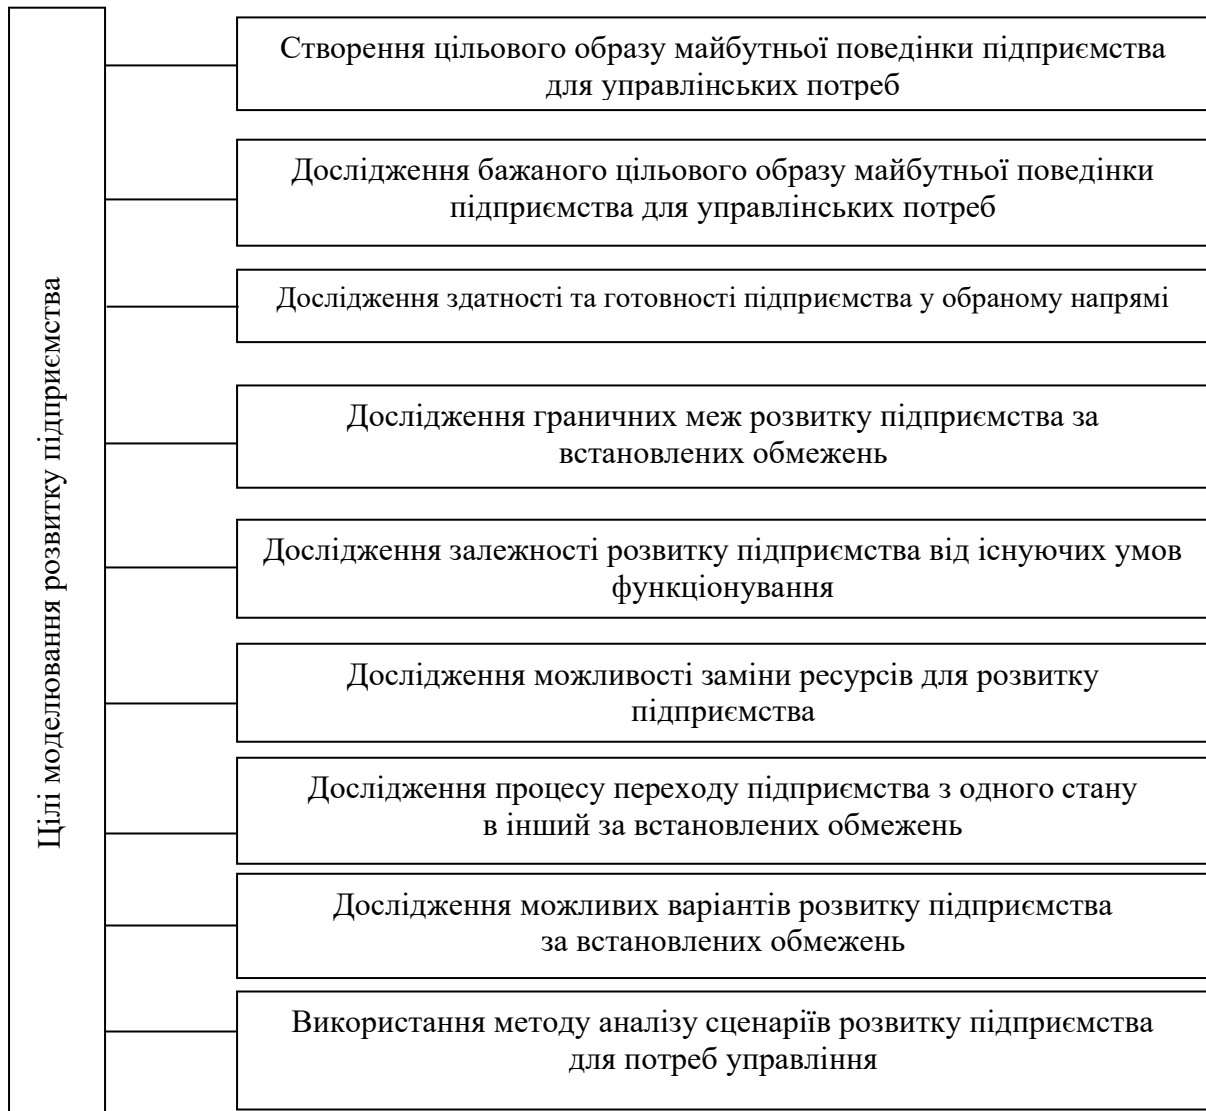 Цілі моделювання розвитку підприємства
Створення цільового образу майбутньої поведінки підприємства
для управлінських потреб
Дослідження бажаного цільового образу майбутньої поведінки
підприємства для управлінських потреб
Дослідження здатності та готовності підприємства у обраному напрямі
Дослідження граничних меж розвитку підприємства за
встановлених обмежень
Дослідження залежності розвитку підприємства від існуючих умов
функціонування
Дослідження можливості заміни ресурсів для розвитку
підприємства
Дослідження процесу переходу підприємства з одного стану
в інший за встановлених обмежень
Дослідження можливих варіантів розвитку підприємства
за встановлених обмежень
Використання методу аналізу сценаріїв розвитку підприємства
для потреб управління